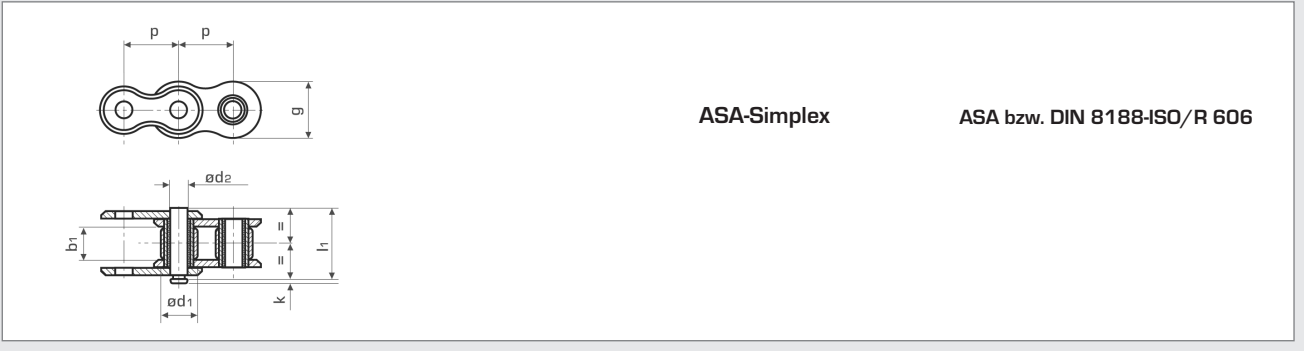 p p
g
ASA-Simplex
ASA bzw. DIN 8188-ISO/R 606
ød2
b1
=
=
l1
k
ød1